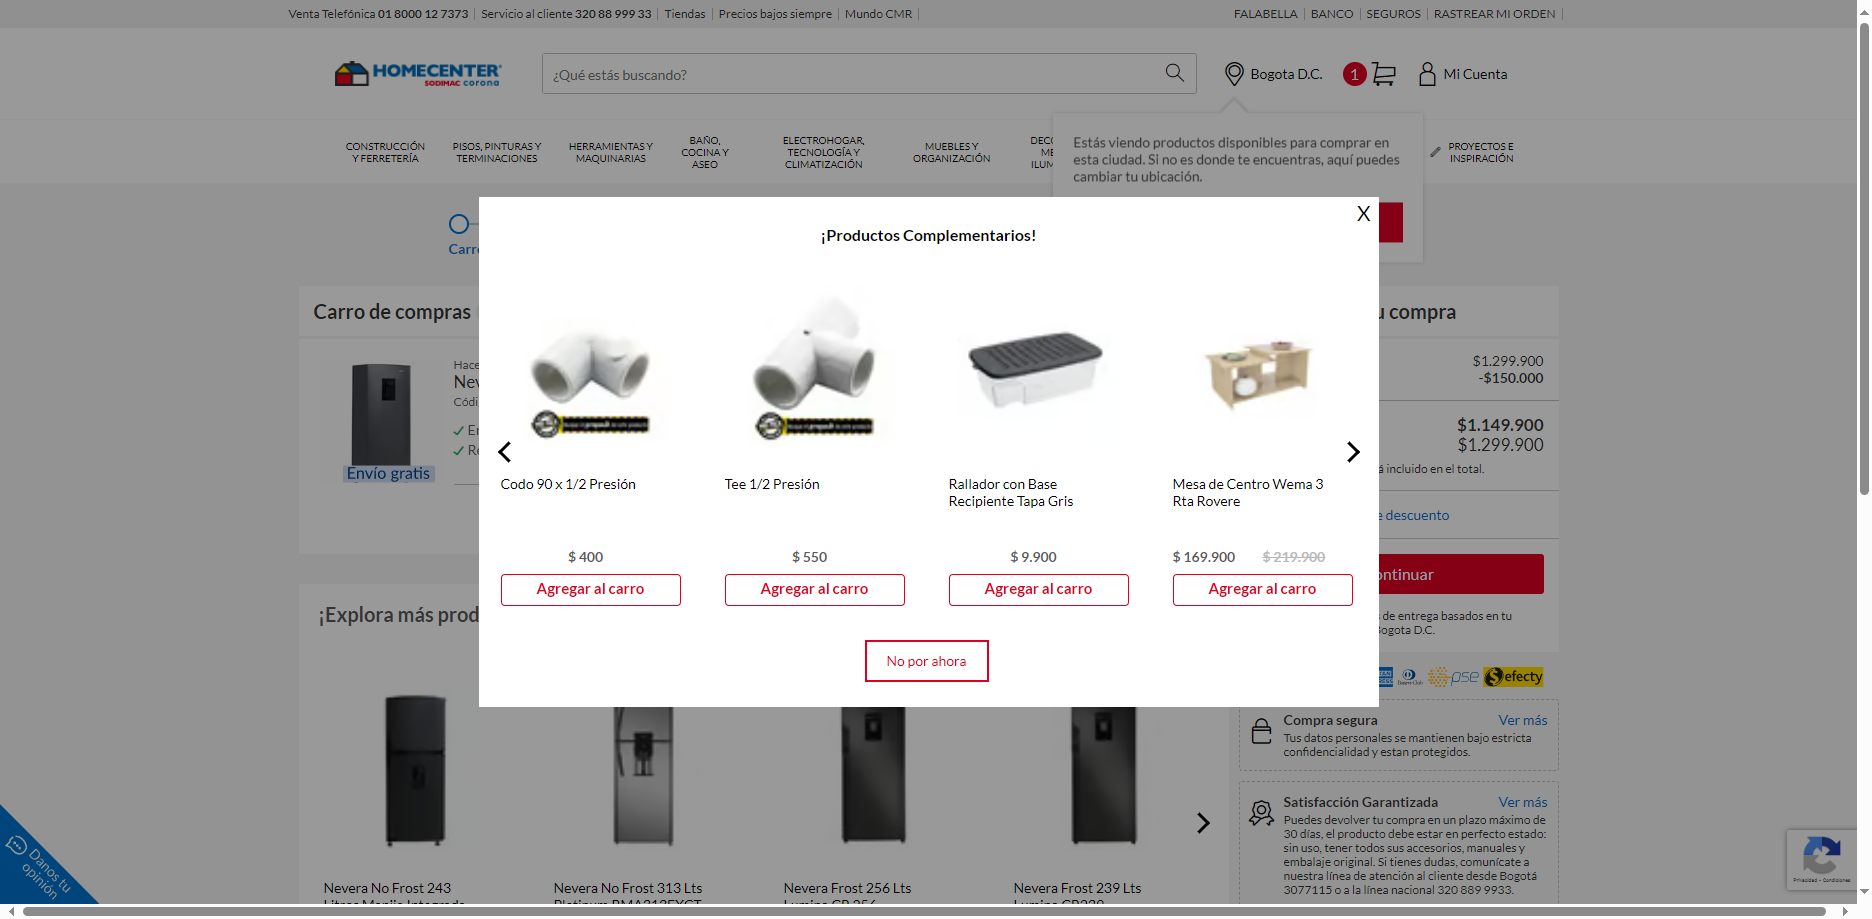 Venta Telefónica 01 8000 12 7373 Servicio al cliente 320 88 999 33 Tiendas Precios bajos siempre Mundo CMR
FALABELLA BANCO SEGUROS RASTREAR MI ORDEN
HOMECENTER
SODIMAC corona
¿Qué estás buscando?
Bogota D.C.
1
Mi Cuenta
CONSTRUCCIÓN
Y FERRETERÍA
PISOS, PINTURAS Y
TERMINACIONES
HERRAMIENTAS Y
MAQUINARIAS
BAÑO,
COCINA Y
ASEO
ELECTROHOGAR,
TECNOLOGÍA Y
CLIMATIZACIÓN
MUEBLES Y
ORGANIZACIÓN
PROYECTOS E
INSPIRACIÓN
Estás viendo productos disponibles para comprar en
esta ciudad. Si no es donde te encuentras, aquí puedes
cambiar tu ubicación.
X
¡Productos Complementarios!
Codo 90 x 1/2 Presión
$ 400
Agregar al carro
Tee 1/2 Presión
$ 550
Agregar al carro
Rallador con Base
Recipiente Tapa Gris
$ 9.900
Agregar al carro
Mesa de Centro Wema 3
Rta Rovere
$ 169.900 $ 219.900
Agregar al carro
No por ahora
Carro de compras
Hace
Nev
Códi
Envío gratis
compra
$1.299.900
-$150.000
$1.149.900
$1.299.900
incluido en el total.
descuento
ontinuar
de entrega basados en tu
Bogota D.C.
pse
efecty
Compra segura Ver más
Tus datos personales se mantienen bajo estricta
confidencialidad y estan protegidos.
Satisfacción Garantizada Ver más
Puedes devolver tu compra en un plazo máximo de
30 días, el producto debe estar en perfecto estado:
sin uso, tener todos sus accesorios, manuales y
embalaje original. Si tienes dudas, comunícate a
nuestra línea de atención al cliente desde Bogotá
3077115 o a la línea nacional 320 889 9933.
¡Explora más prod
Nevera No Frost 243
Nevera No Frost 313 Lts
Nevera Frost 256 Lts
Nevera Frost 239 Lts
Danos tu
opinión
Privacidad - Condiciones